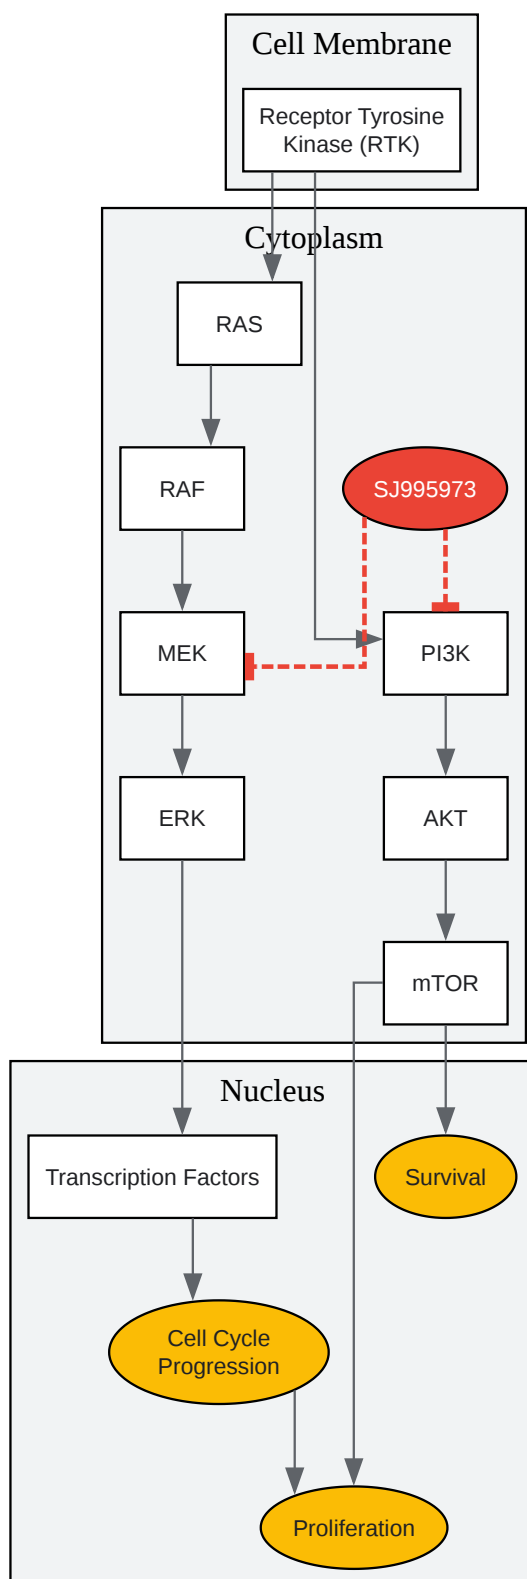 Cell Membrane
Receptor Tyrosine
Kinase (RTK)
Cytoplasm
RAS
RAF
SJ995973
MEK
PI3K
ERK
AKT
mTOR
Nucleus
Transcription Factors
Survival
Cell Cycle
Progression
Proliferation